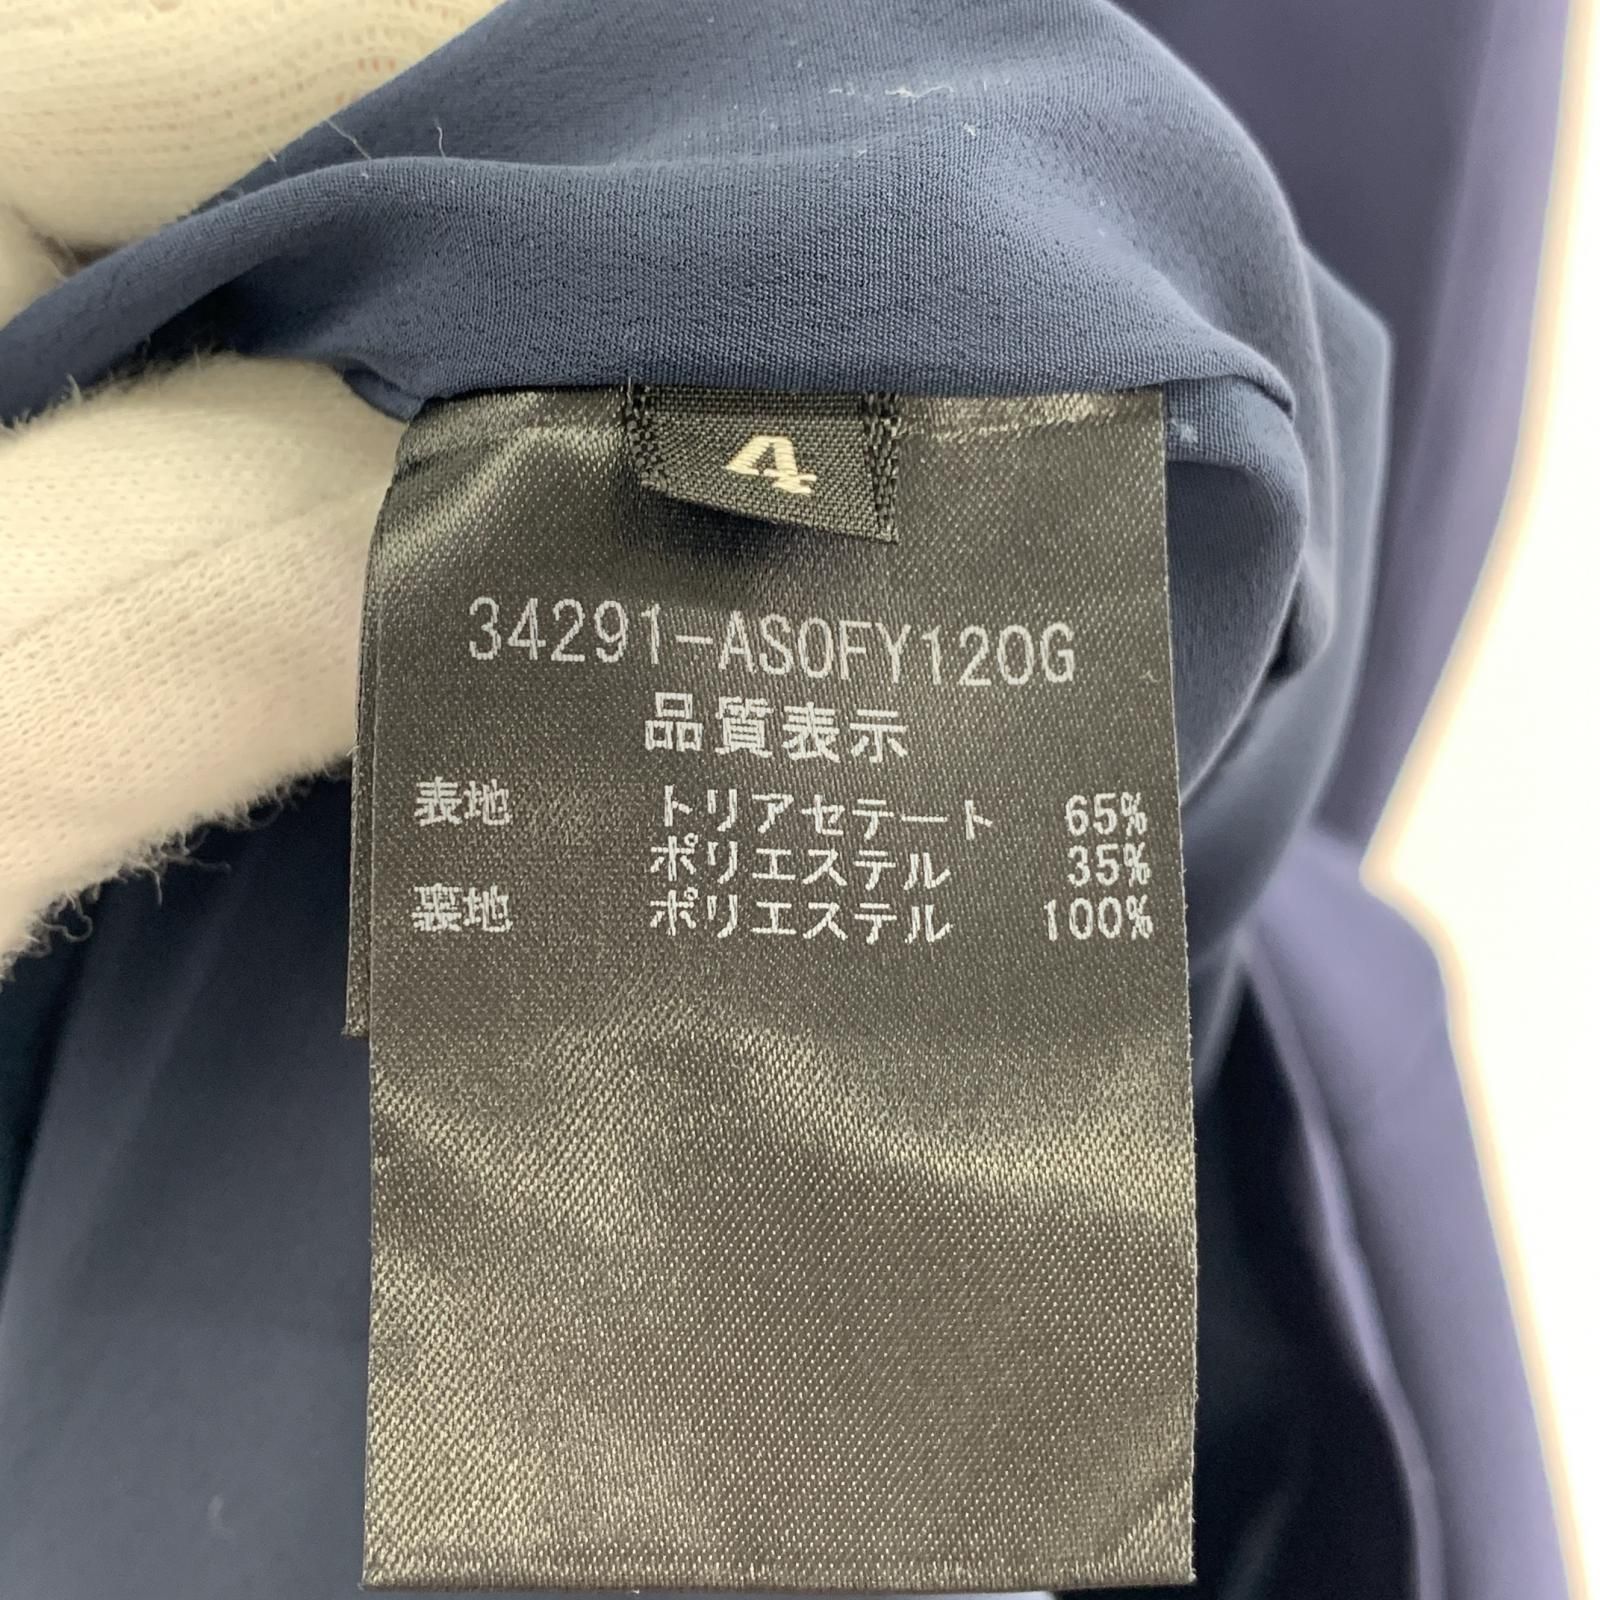 4
34291-ASOFY120G
品質表示
表地 トリアセテート 65%
ポリエステル 35%
裏地 ポリエステル 100%